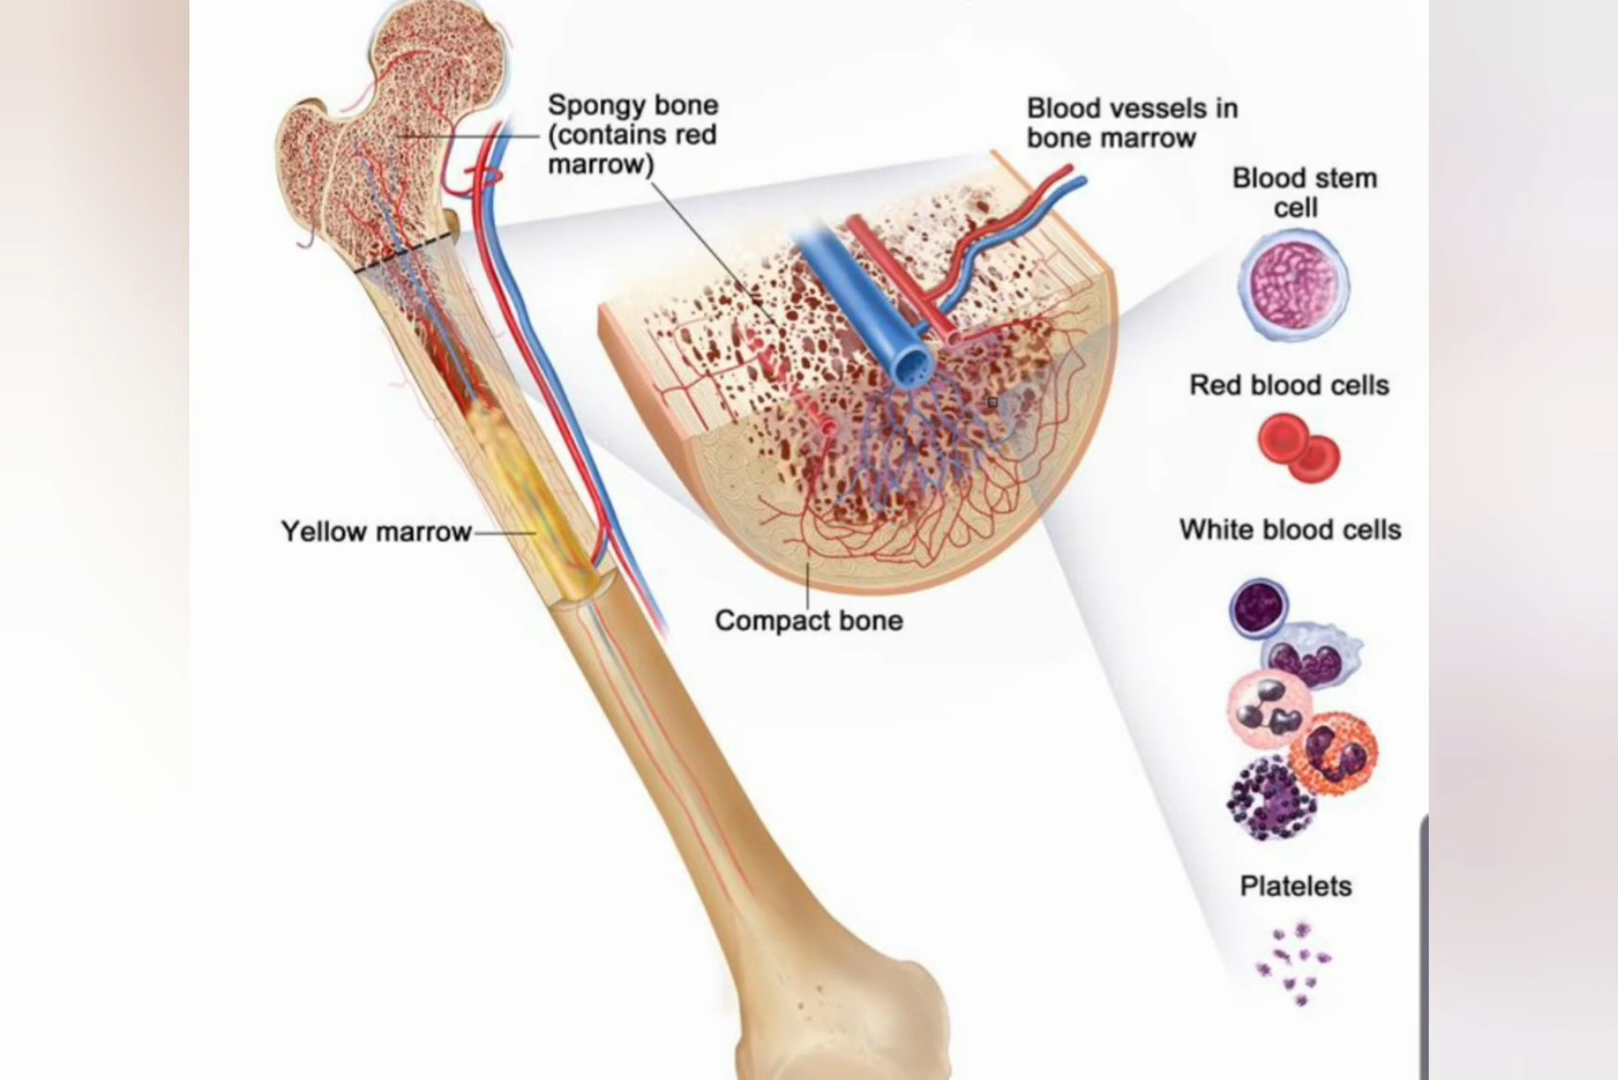 Spongy bone
(contains red
marrow)
Blood vessels in
bone marrow
Blood stem
cell
Red blood cells
White blood cells
Yellow marrow
Compact bone
Platelets